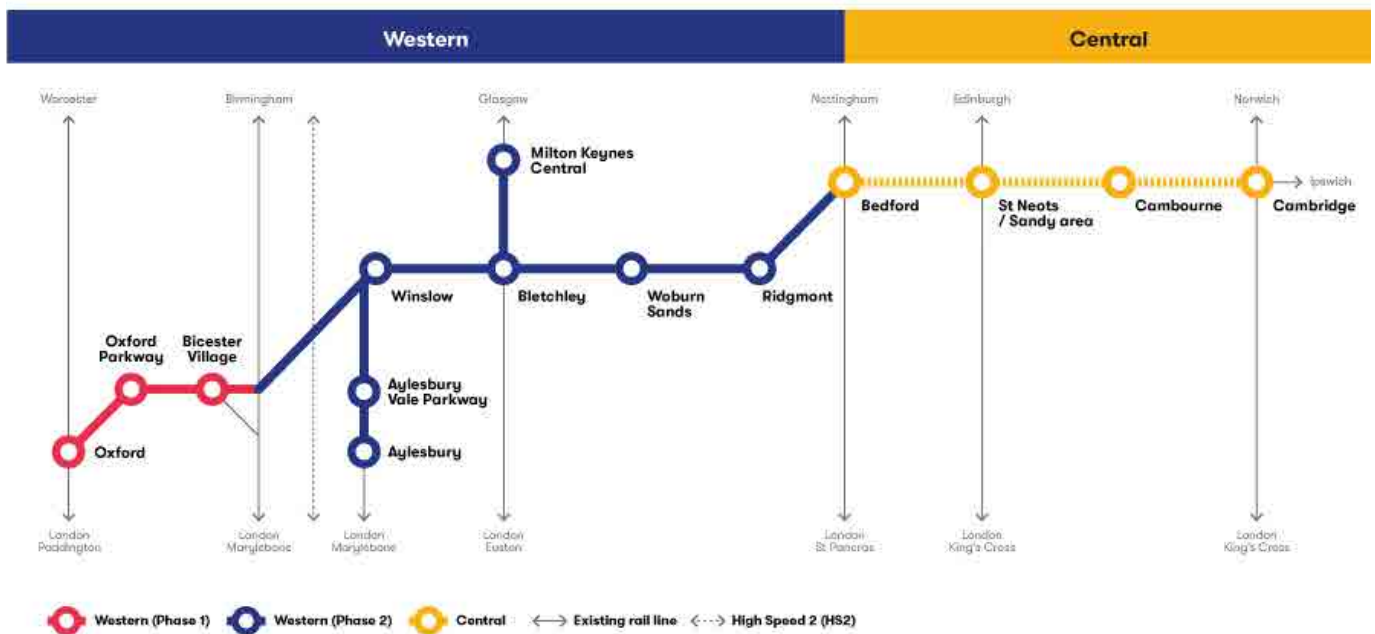 Western
Central
Worcester
Birmingham
Glasgow
Nottingham
Edinburgh
Norwich
Milton Keynes
Central
Ipswich
Bedford
St Neots
/ Sandy area
Cambourne
Cambridge
Winslow
Bletchley
Woburn
Sands
Ridgmont
Oxford
Parkway
Bicester
Village
Aylesbury
Vale Parkway
Oxford
Aylesbury
London
Paddington
London
Marylebone
London
Marylebone
London
Euston
London
St Pancras
London
King's Cross
London
King's Cross
Western (Phase 1)
Western (Phase 2)
Central
Existing rail line
High Speed 2 (HS2)